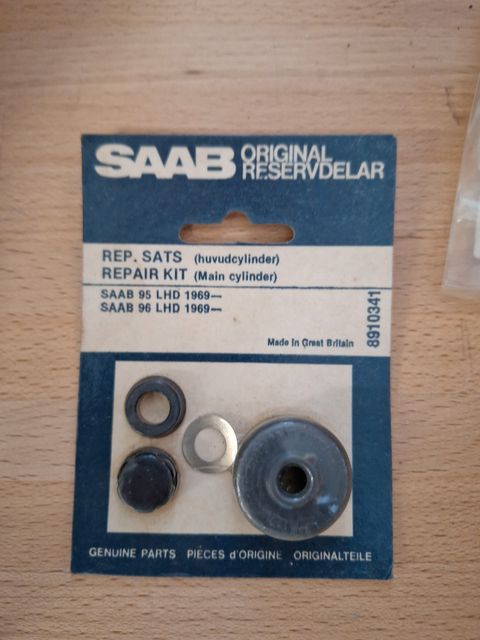 SAAB ORIGINAL RESERVDELAR
REP. SATS (huvudcylinder)
REPAIR KIT (Main cylinder)
SAAB 95 LHD 1969—
SAAB 96 LHD 1969—
Made in Great Britain
8910341
GENUINE PARTS PIÈCES d'ORIGINE ORIGINALTEILE